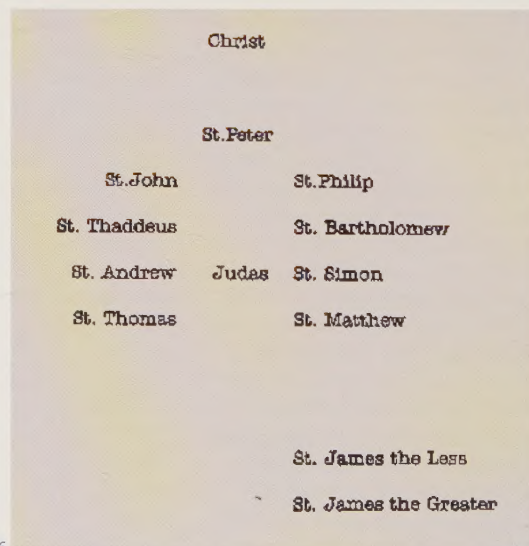 Christ
St.Peter
St.John St.Philip
St. Thaddeus St. Bartholomew
St. Andrew Judas St. Simon
St. Thomas St. Matthew
St. James the Less
St. James the Greater